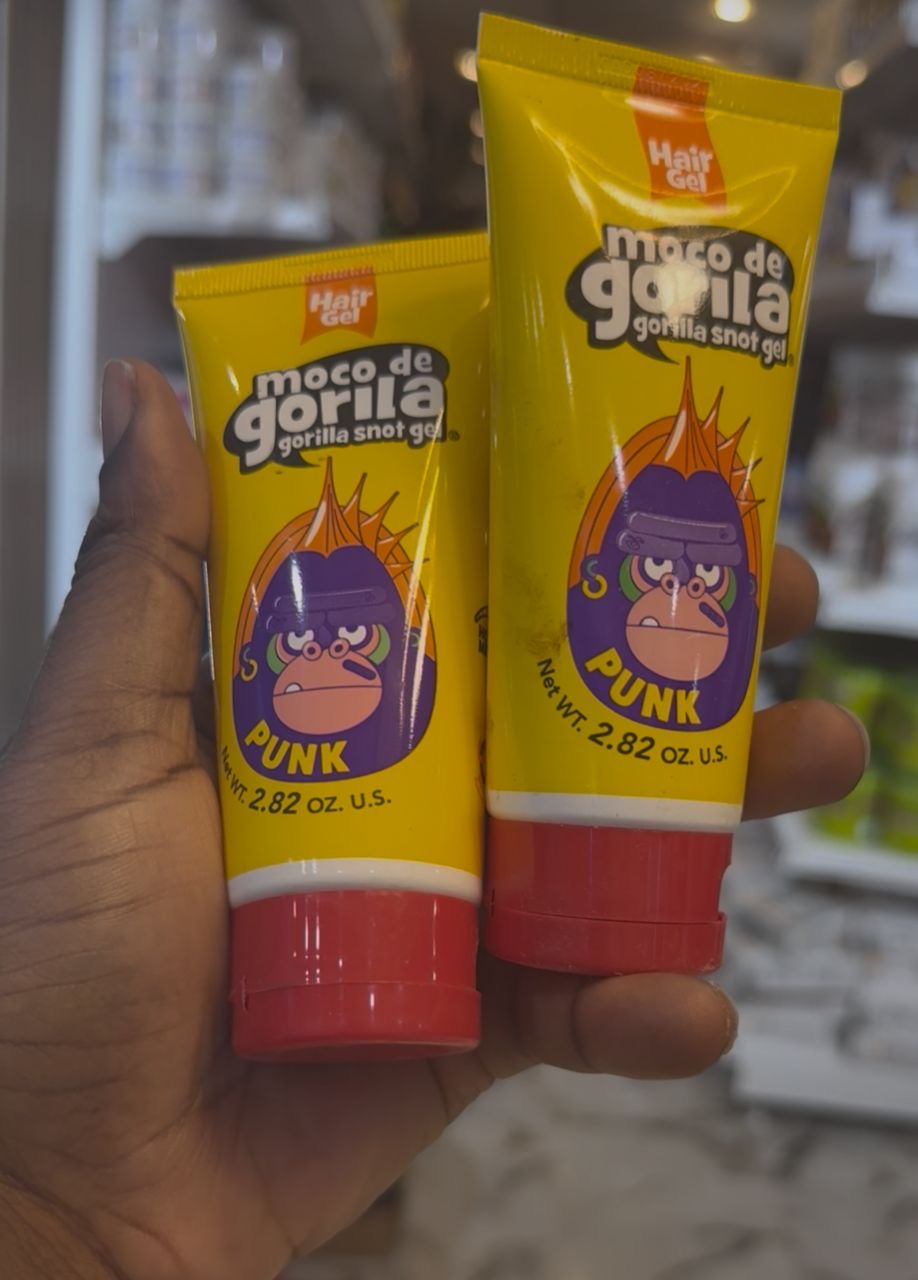 Hair
Gel
moco de
gorila
gorilla snot gel
PUNK
Net WT. 2.82 OZ. U.S.
Hair
Gel
moco de
gorila
gorilla snot gel
PUNK
Net WT. 2.82 OZ. U.S.